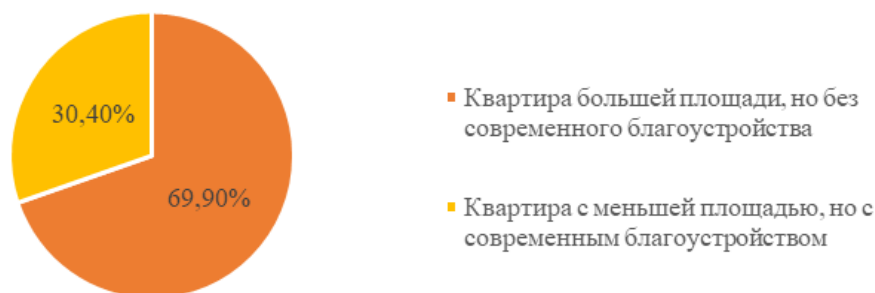 30,40%
69,90%
Квартира большей площади, но без
современного благоустройства
Квартира с меньшей площадью, но с
современным благоустройством